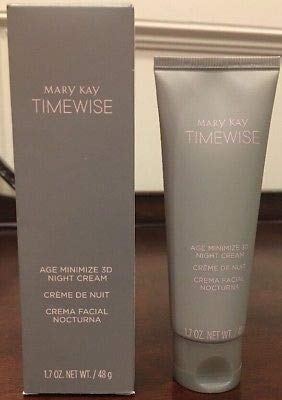 MARY KAY
TIMEWISE
AGE MINIMIZE 3D
NIGHT CREAM
CRÈME DE NUIT
CREMA FACIAL
NOCTURNA
1.7 OZ. NET WT. / 48 g
MARY KAY
TIMEWISE
AGE MINIMIZE 3D
NIGHT CREAM
CRÈME DE NUIT
CREMA FACIAL
NOCTURNA
1.7 OZ. NET WT. /